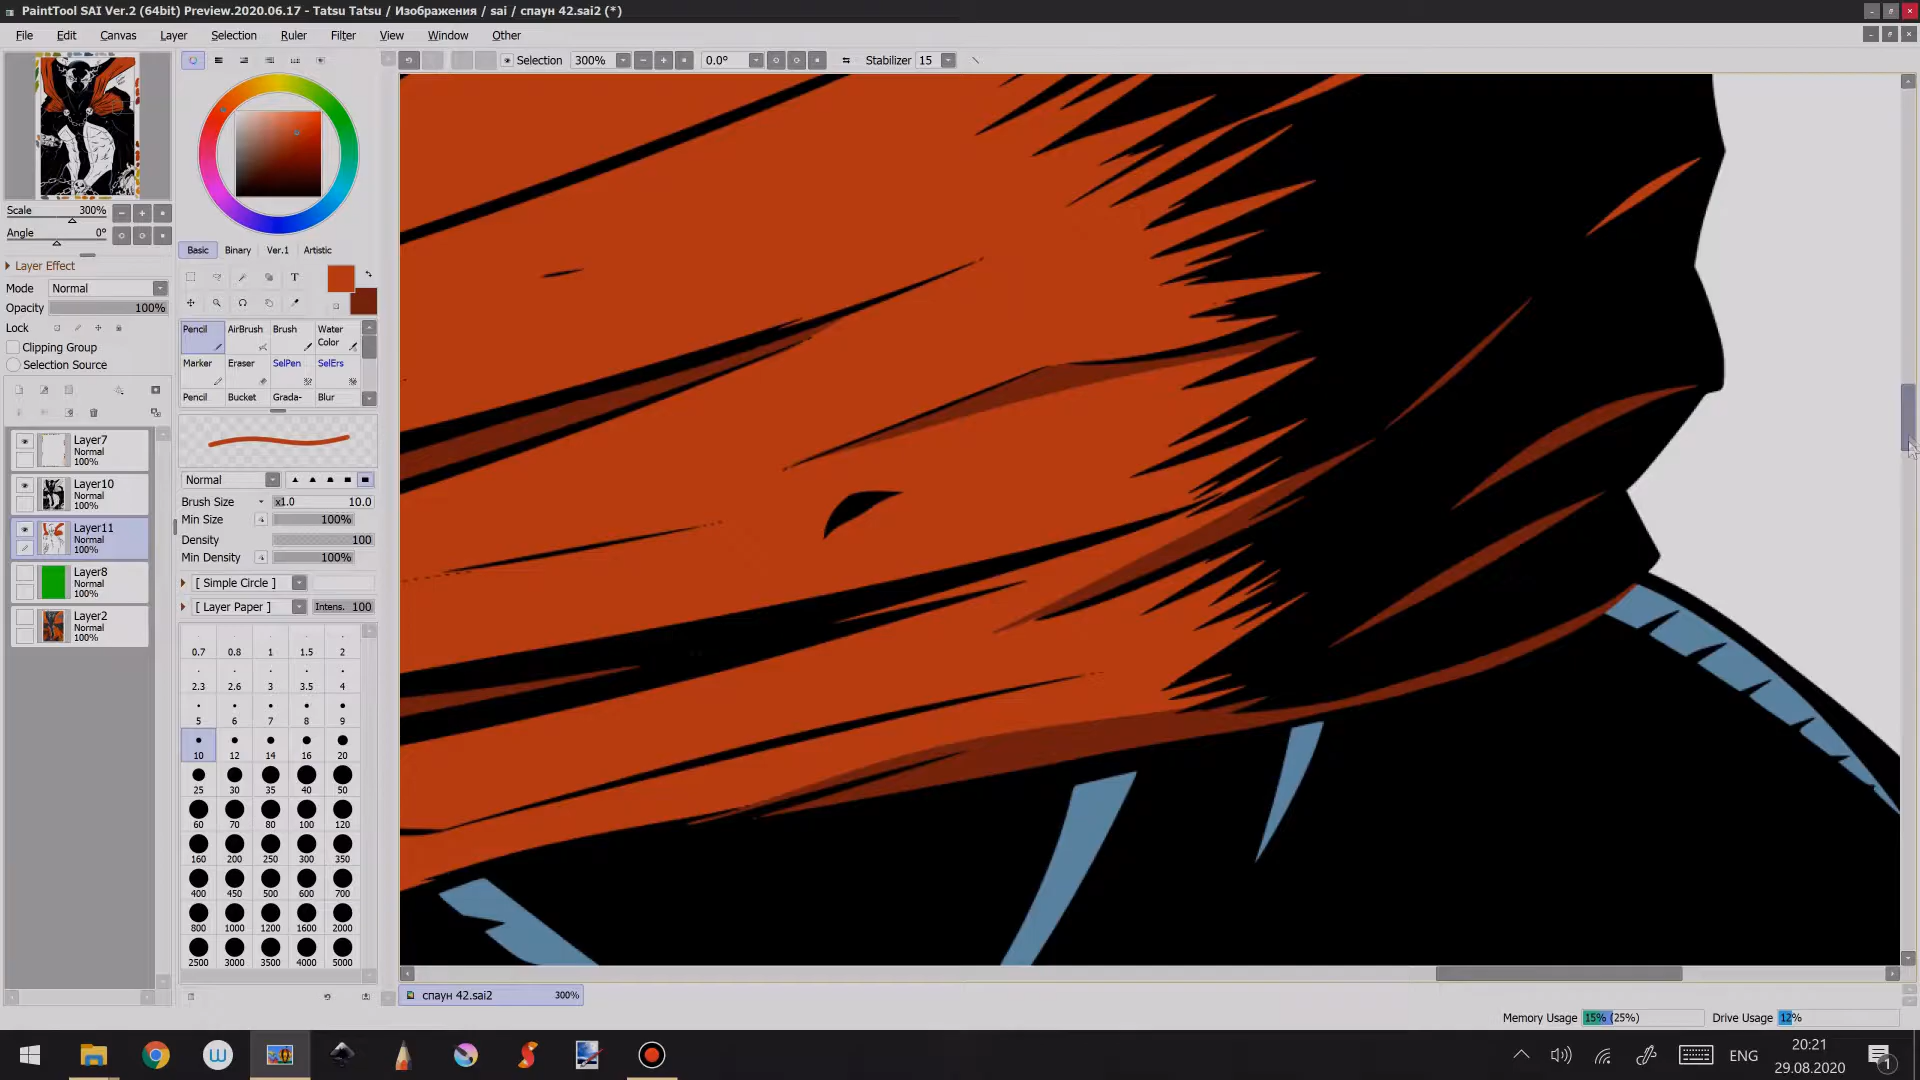 PaintTool SAI Ver.2 (64bit) Preview.2020.06.17 - Tatsu Tatsu / Изображения / sai / спаун 42.sai2 (*)
File Edit Canvas Layer Selection Ruler Filter View Window Other
Selection 300% 0.0° Stabilizer 15
Scale 300%
Angle 0°
Layer Effect
Mode Normal
Opacity 100%
Lock
Clipping Group
Selection Source
Layer7
Normal
100%
Layer10
Normal
100%
Layer11
Normal
100%
Layer8
Normal
100%
Layer2
Normal
100%
Basic Binary Ver.1 Artistic
T
Pencil AirBrush Brush Water Color
Marker Eraser SelPen SelErs
Pencil Bucket Grada- Blur
Normal
Brush Size x1.0 10.0
Min Size 100%
Density 100
Min Density 100%
[ Simple Circle ]
[ Layer Paper ] Intens. 100
0.7 0.8 1 1.5 2
2.3 2.6 3 3.5 4
5 6 7 8 9
10 12 14 16 20
25 30 35 40 50
60 70 80 100 120
160 200 250 300 350
400 450 500 600 700
800 1000 1200 1600 2000
2500 3000 3500 4000 5000
спаун 42.sai2 300%
Memory Usage 15% (25%) Drive Usage 12%
ENG
20:21
29.08.2020
1